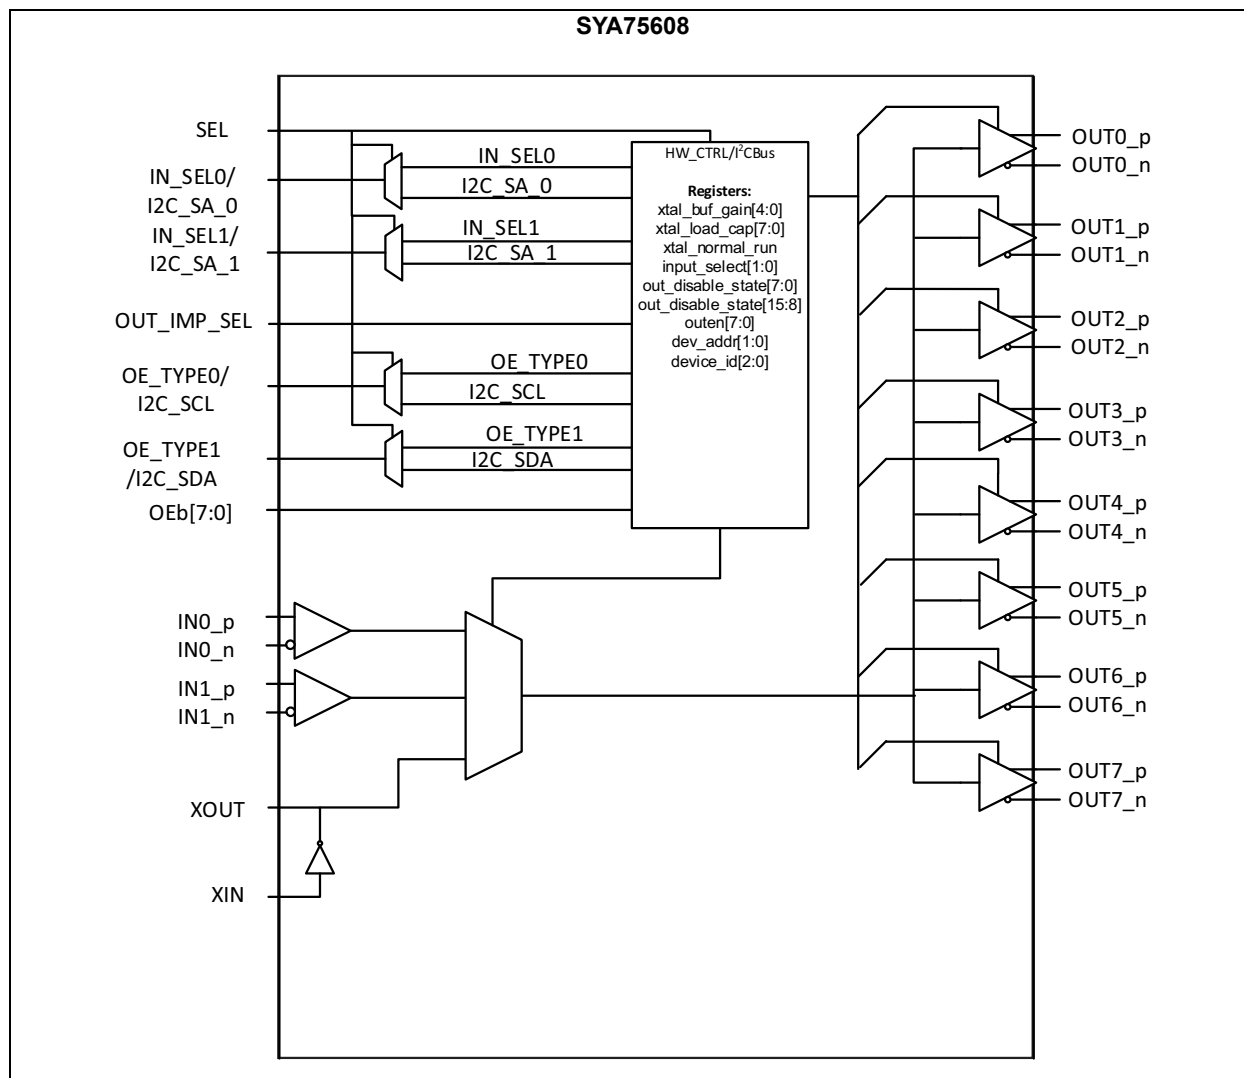 SYA75608
SEL
IN_SEL0/
I2C_SA_0
IN_SEL1/
I2C_SA_1
OUT_IMP_SEL
OE_TYPE0/
I2C_SCL
OE_TYPE1
/I2C_SDA
OEb[7:0]
IN0_p
IN0_n
IN1_p
IN1_n
XOUT
XIN
IN_SEL0
I2C_SA_0
IN_SEL1
I2C_SA_1
OE_TYPE0
I2C_SCL
OE_TYPE1
I2C_SDA
HW_CTRL/I²CBus
Registers:
xtal_buf_gain[4:0]
xtal_load_cap[7:0]
xtal_normal_run
input_select[1:0]
out_disable_state[7:0]
out_disable_state[15:8]
outen[7:0]
dev_addr[1:0]
device_id[2:0]
OUT0_p
OUT0_n
OUT1_p
OUT1_n
OUT2_p
OUT2_n
OUT3_p
OUT3_n
OUT4_p
OUT4_n
OUT5_p
OUT5_n
OUT6_p
OUT6_n
OUT7_p
OUT7_n